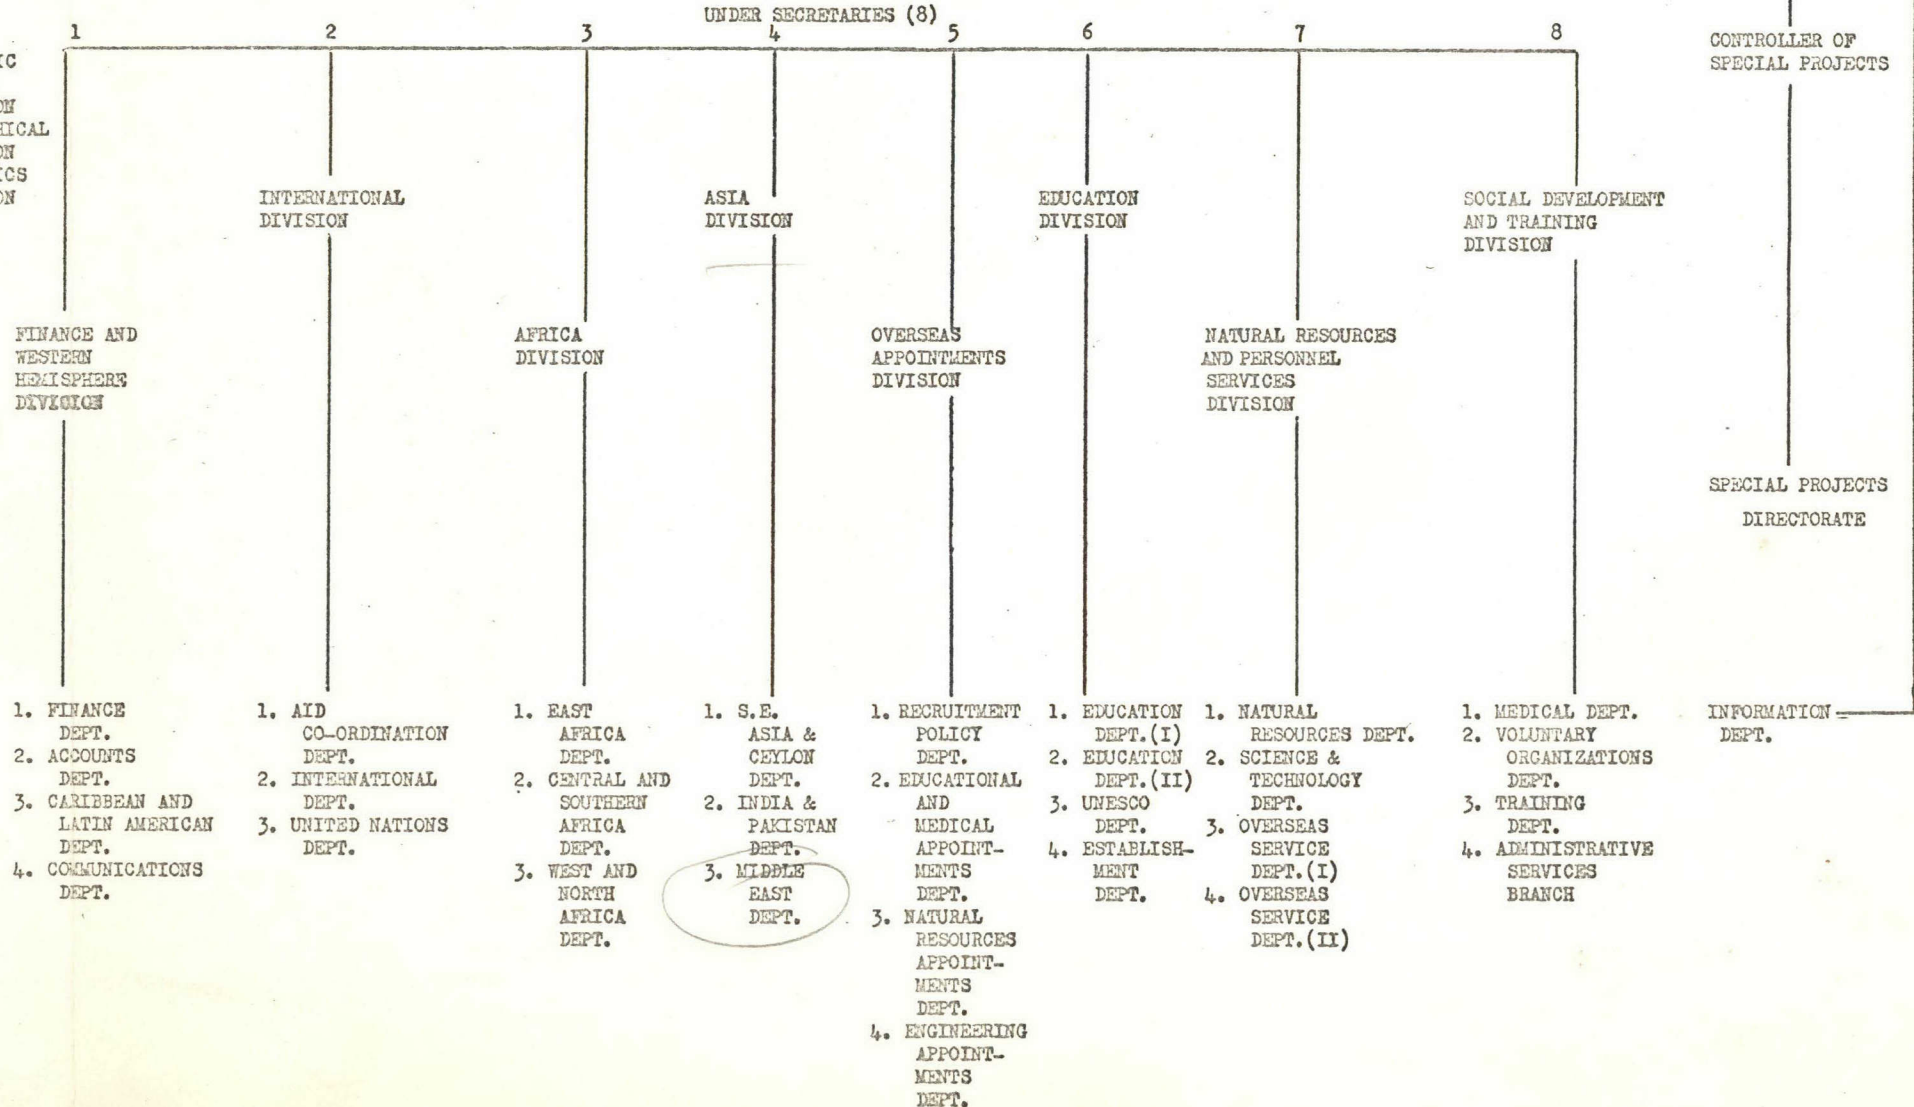 UNDER SECRETARIES (8)
1
2
3
4
5
6
7
8
CONTROLLER OF
SPECIAL PROJECTS
INTERNATIONAL
DIVISION
ASIA
DIVISION
EDUCATION
DIVISION
SOCIAL DEVELOPMENT
AND TRAINING
DIVISION
FINANCE AND
WESTERN
HEMISPHERE
DIVISION
AFRICA
DIVISION
OVERSEAS
APPOINTMENTS
DIVISION
NATURAL RESOURCES
AND PERSONNEL
SERVICES
DIVISION
SPECIAL PROJECTS
DIRECTORATE
1. FINANCE
DEPT.
2. ACCOUNTS
DEPT.
3. CARIBBEAN AND
LATIN AMERICAN
DEPT.
4. COMMUNICATIONS
DEPT.
1. AID
CO-ORDINATION
DEPT.
2. INTERNATIONAL
DEPT.
3. UNITED NATIONS
DEPT.
1. EAST
AFRICA
DEPT.
2. CENTRAL AND
SOUTHERN
AFRICA
DEPT.
3. WEST AND
NORTH
AFRICA
DEPT.
1. S.E.
ASIA &
CEYLON
DEPT.
2. INDIA &
PAKISTAN
DEPT.
3. MIDDLE
EAST
DEPT.
1. RECRUITMENT
POLICY
DEPT.
2. EDUCATIONAL
AND
MEDICAL
APPOINT-
MENTS
DEPT.
3. NATURAL
RESOURCES
APPOINT-
MENTS
DEPT.
4. ENGINEERING
APPOINT-
MENTS
DEPT.
1. EDUCATION
DEPT.(I)
2. EDUCATION
DEPT.(II)
3. UNESCO
DEPT.
4. ESTABLISH-
MENT
DEPT.
1. NATURAL
RESOURCES DEPT.
2. SCIENCE &
TECHNOLOGY
DEPT.
3. OVERSEAS
SERVICE
DEPT.(I)
4. OVERSEAS
SERVICE
DEPT.(II)
1. MEDICAL DEPT.
2. VOLUNTARY
ORGANIZATIONS
DEPT.
3. TRAINING
DEPT.
4. ADMINISTRATIVE
SERVICES
BRANCH
INFORMATION
DEPT.